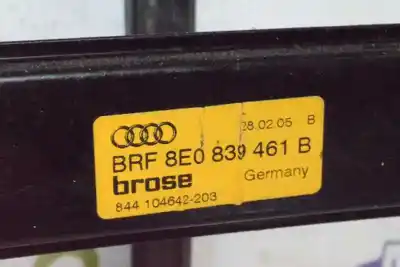 28.02.05 B
BRF 8E0 839 461 B
brose Germany
844 104642-203